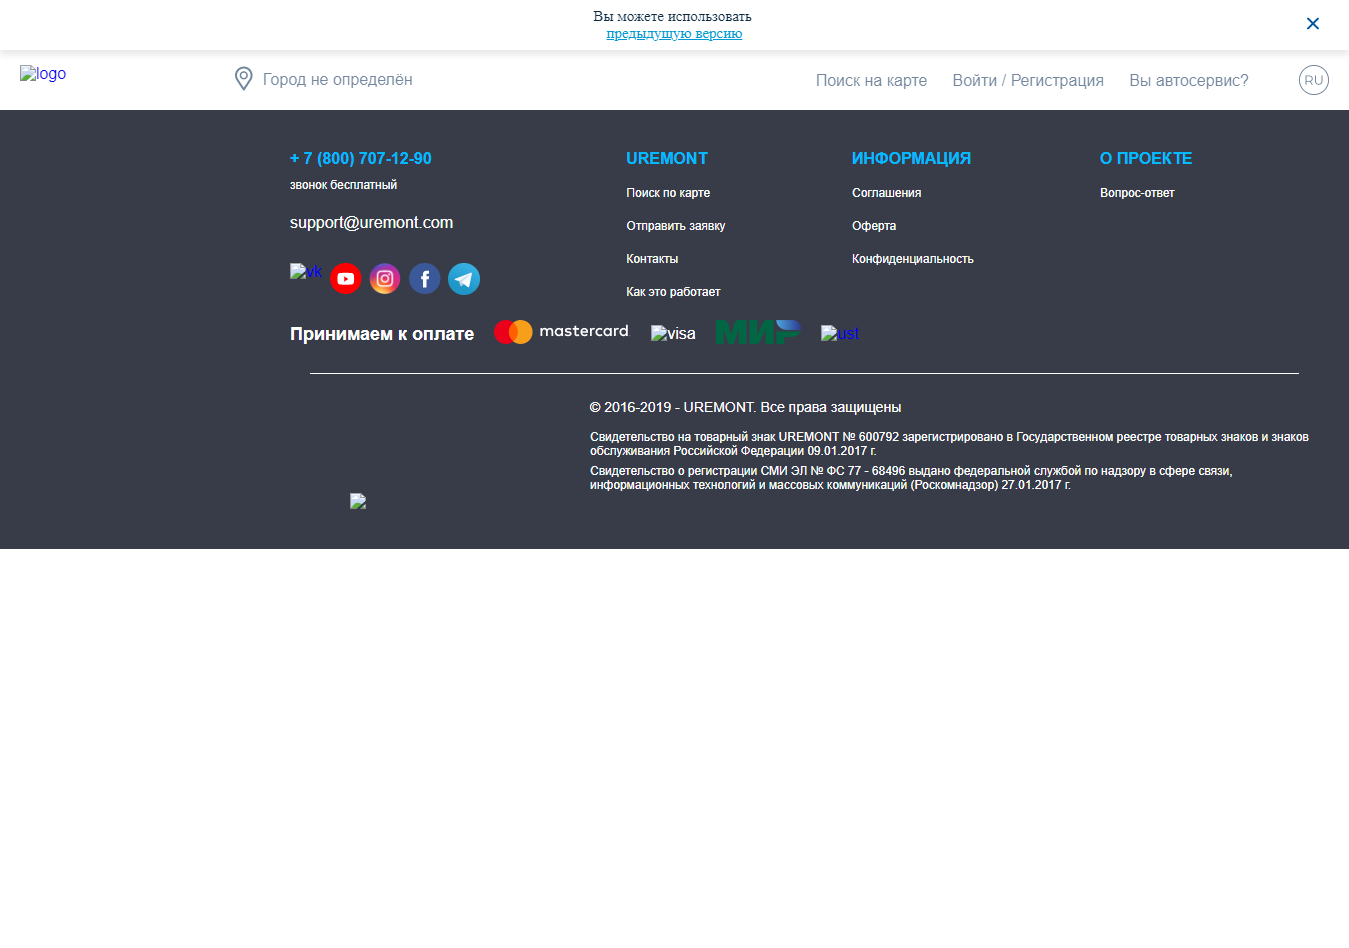 Вы можете использовать
предыдущую версию
logo
Город не определён
Поиск на карте
Войти / Регистрация
Вы автосервис?
RU
+ 7 (800) 707-12-90
звонок бесплатный
support@uremont.com
vk
UREMONT
Поиск по карте
Отправить заявку
Контакты
Как это работает
ИНФОРМАЦИЯ
Соглашения
Оферта
Конфиденциальность
О ПРОЕКТЕ
Вопрос-ответ
Принимаем к оплате
mastercard
visa
МИР
ust
© 2016-2019 - UREMONT. Все права защищены
Свидетельство на товарный знак UREMONT № 600792 зарегистрировано в Государственном реестре товарных знаков и знаков
обслуживания Российской Федерации 09.01.2017 г.
Свидетельство о регистрации СМИ ЭЛ № ФС 77 - 68496 выдано федеральной службой по надзору в сфере связи,
информационных технологий и массовых коммуникаций (Роскомнадзор) 27.01.2017 г.